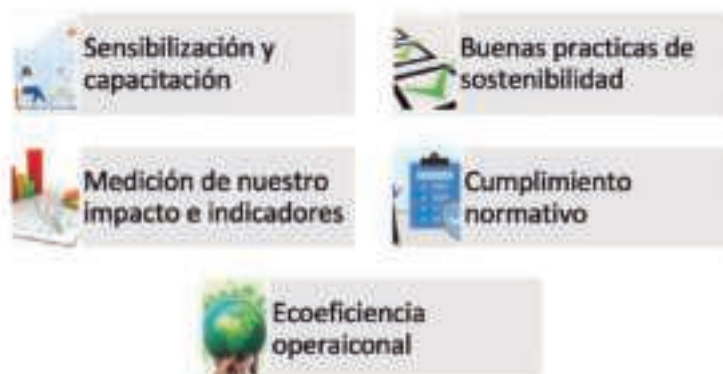 Sensibilización y
capacitación
Buenas practicas de
sostenibilidad
Medición de nuestro
impacto e indicadores
Cumplimiento
normativo
Ecoeficiencia
operaiconal